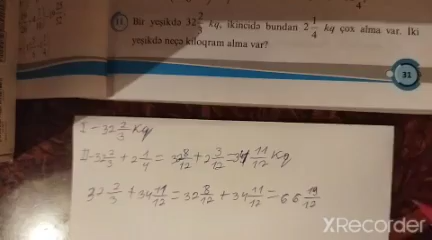 11 Bir yeşikdə 32 2/3 kq, ikincidə bundan 2 1/4 kq çox alma var. İki
yeşikdə neçə kiloqram alma var?
31
I - 32 2/3 kq
II - 32 2/3 + 2 1/4 = 32 8/12 + 2 3/12 = 34 11/12 kq
32 2/3 + 34 11/12 = 32 8/12 + 34 11/12 = 66 19/12
XRecorder